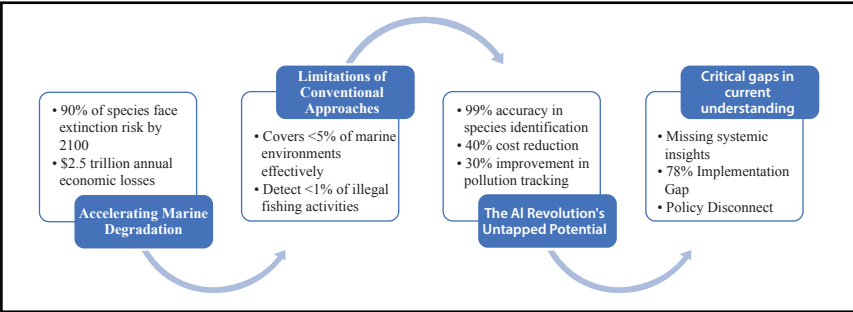 • 90% of species face
extinction risk by
2100
• $2.5 trillion annual
economic losses
Accelerating Marine
Degradation
Limitations of
Conventional
Approaches
• Covers <5% of marine
environments
effectively
• Detect <1% of illegal
fishing activities
• 99% accuracy in
species identification
• 40% cost reduction
• 30% improvement in
pollution tracking
The AI Revolution's
Untapped Potential
Critical gaps in
current
understanding
• Missing systemic
insights
• 78% Implementation
Gap
• Policy Disconnect